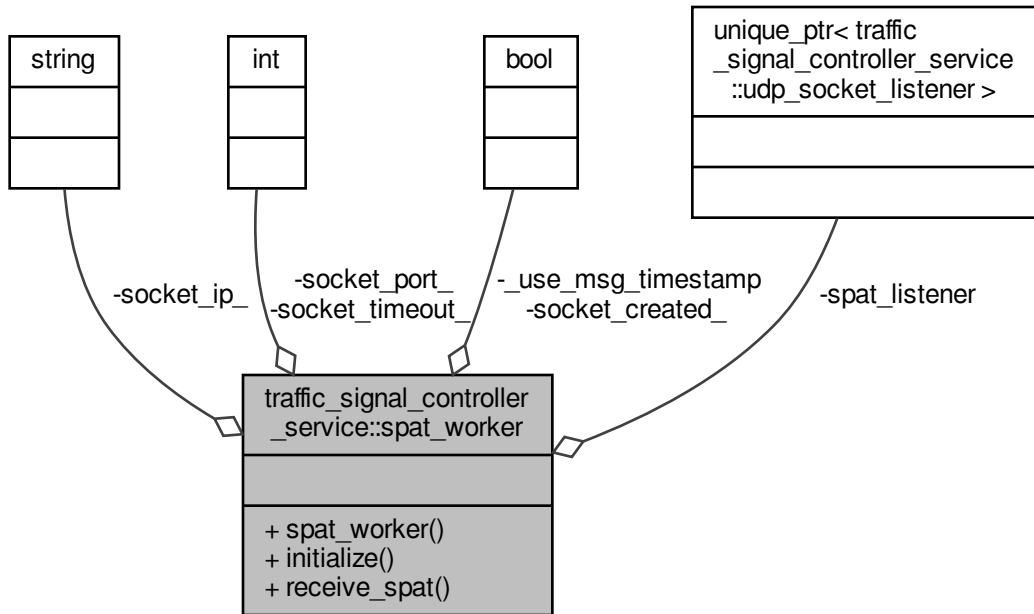 string
int
bool
unique_ptr< traffic
_signal_controller_service
::udp_socket_listener >
-socket_ip_
-socket_port_
-socket_timeout_
-_use_msg_timestamp
-socket_created_
-spat_listener
traffic_signal_controller
_service::spat_worker
+ spat_worker()
+ initialize()
+ receive_spat()